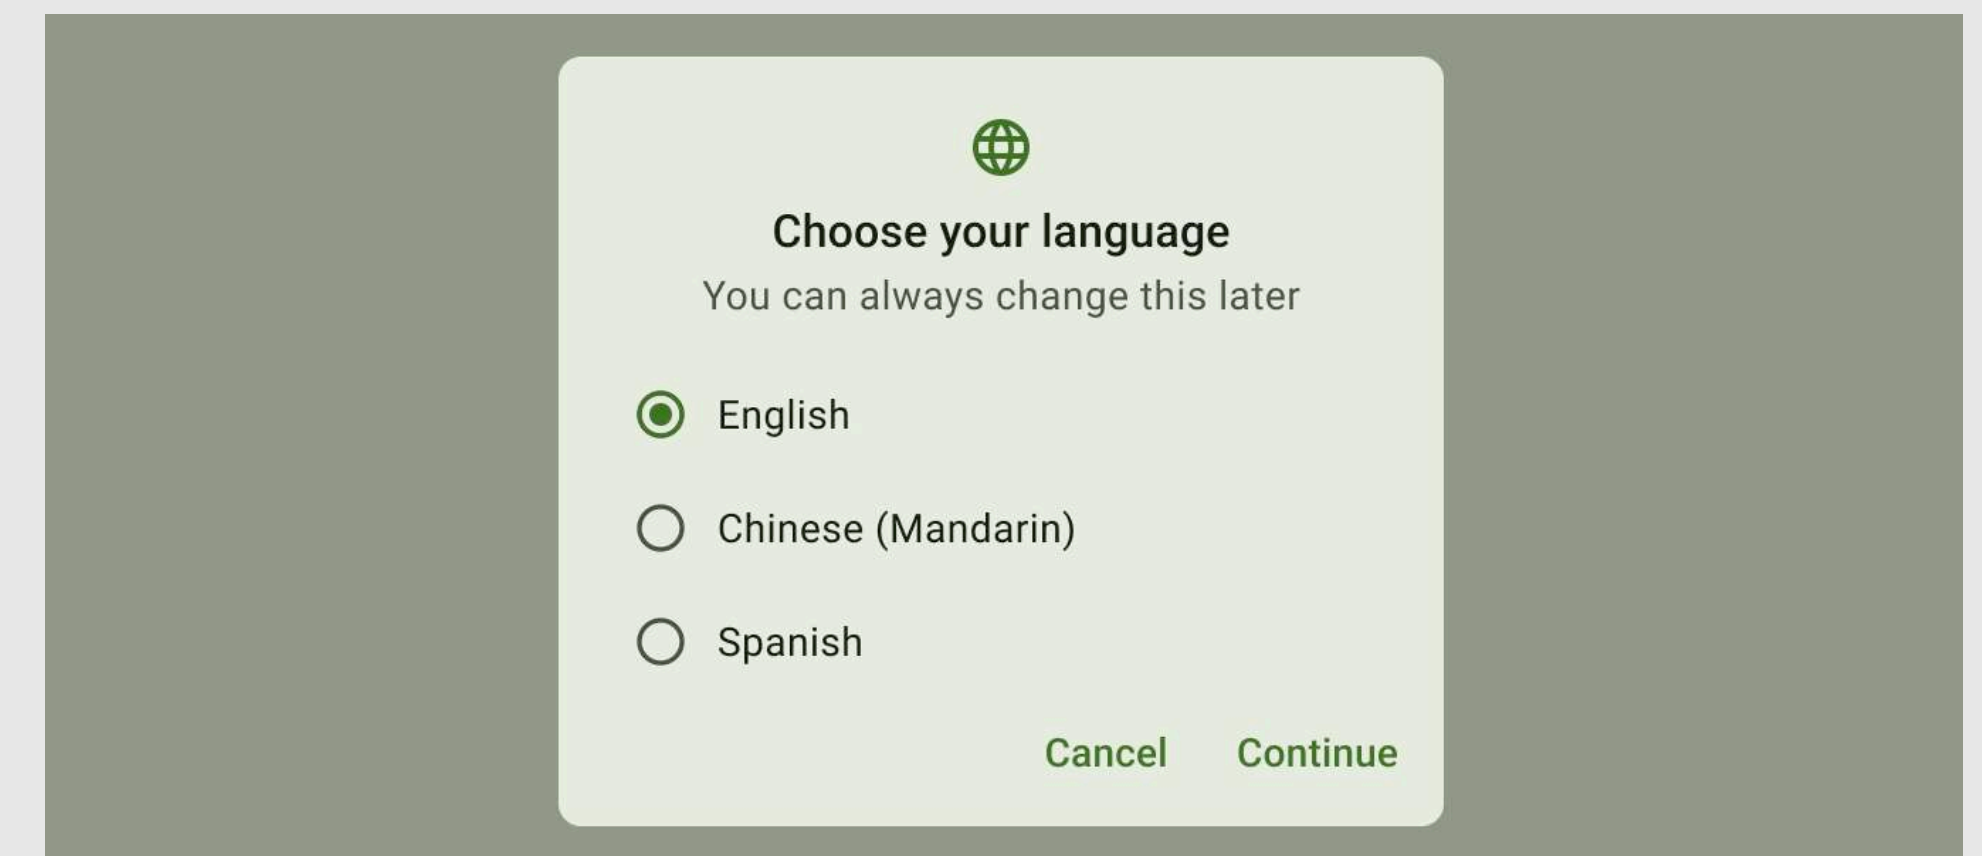 Choose your language
You can always change this later
English
Chinese (Mandarin)
Spanish
Cancel Continue